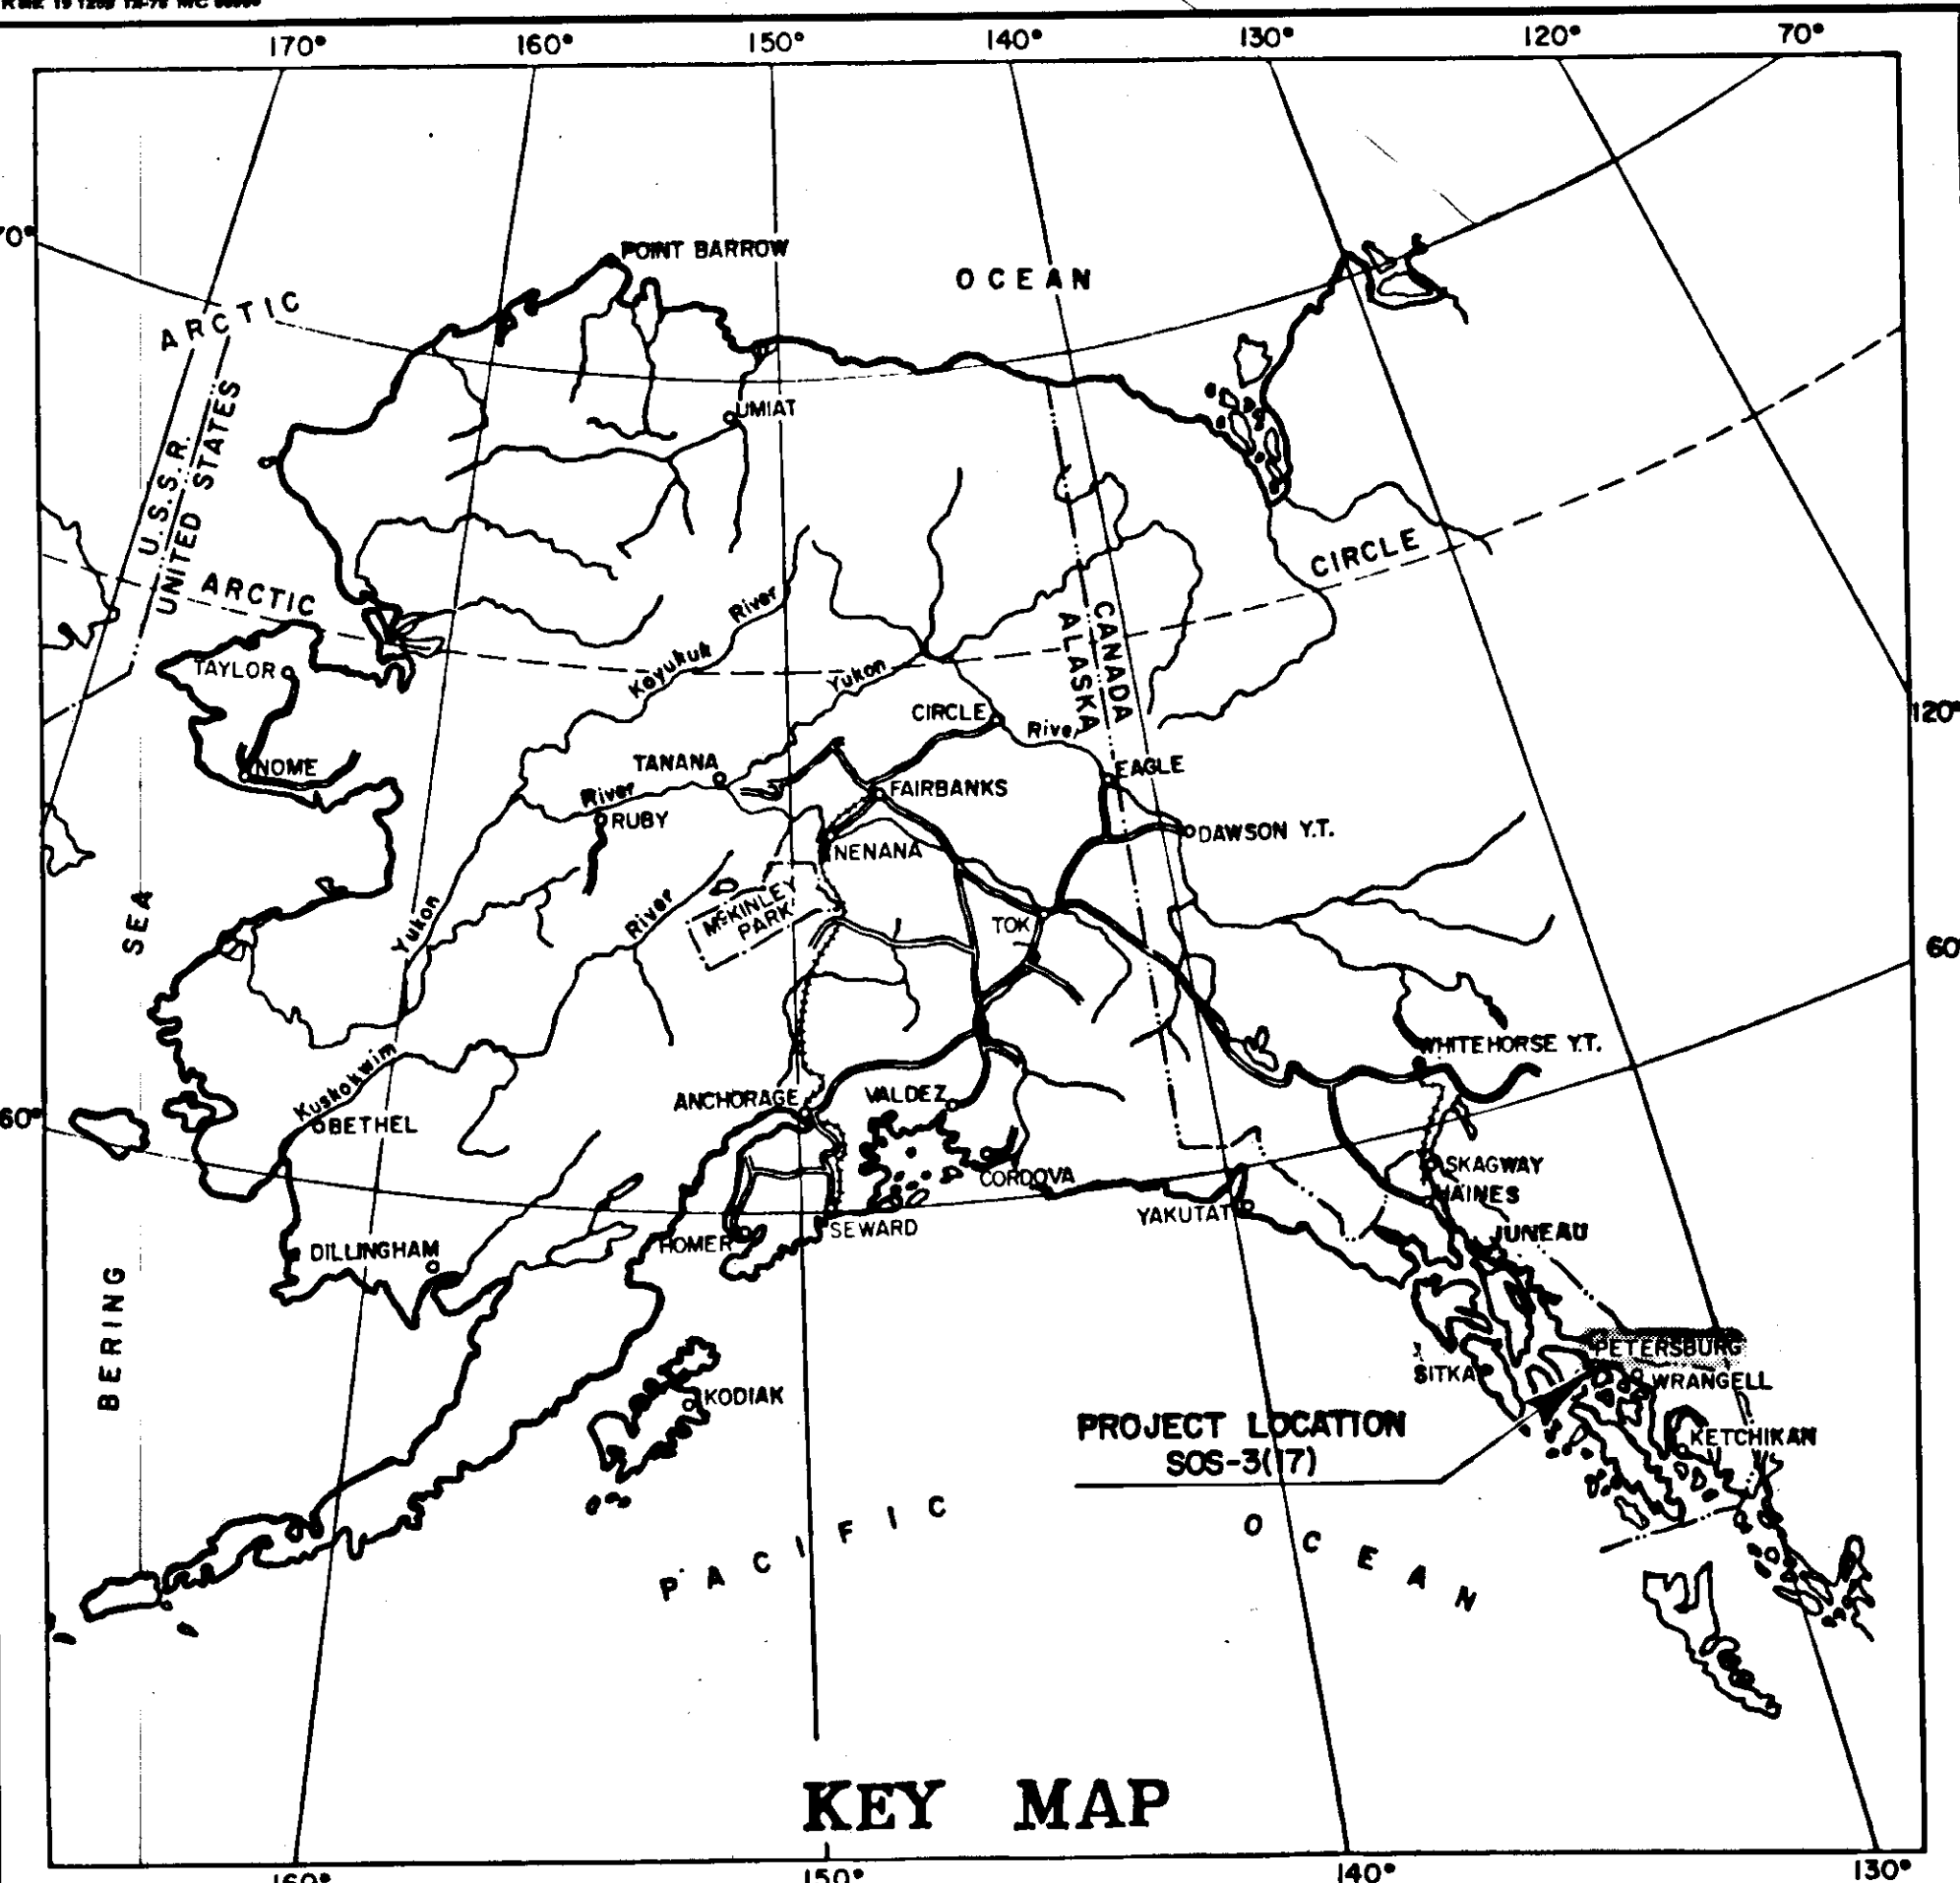 170° 160° 150° 140° 130° 120° 70°
POINT BARROW
OCEAN
ARCTIC
UMIAT
U.S.S.R.
UNITED STATES
ARCTIC
CIRCLE
River
Koyukuk
Yukon
CANADA
ALASKA
TAYLOR
CIRCLE
River
120°
NOME
TANANA
EAGLE
River
FAIRBANKS
RUBY
DAWSON Y.T.
NENANA
McKINLEY
PARK
River
Yukon
TOK
SEA
60°
WHITEHORSE Y.T.
Kuskokwim
ANCHORAGE
VALDEZ
60°
BETHEL
CORDOVA
SKAGWAY
HAINES
YAKUTAT
SEWARD
JUNEAU
HOMER
DILLINGHAM
BERING
PETERSBURG
SITKA
WRANGELL
KODIAK
PROJECT LOCATION
SOS-3(17)
KETCHIKAN
PACIFIC
OCEAN
KEY MAP
160° 150° 140° 130°